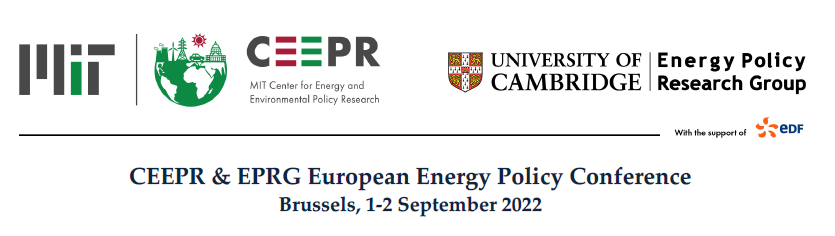 MIT
CEEPR
MIT Center for Energy and
Environmental Policy Research
UNIVERSITY OF
CAMBRIDGE
Energy Policy
Research Group
With the support of
eDF
CEEPR & EPRG European Energy Policy Conference
Brussels, 1-2 September 2022